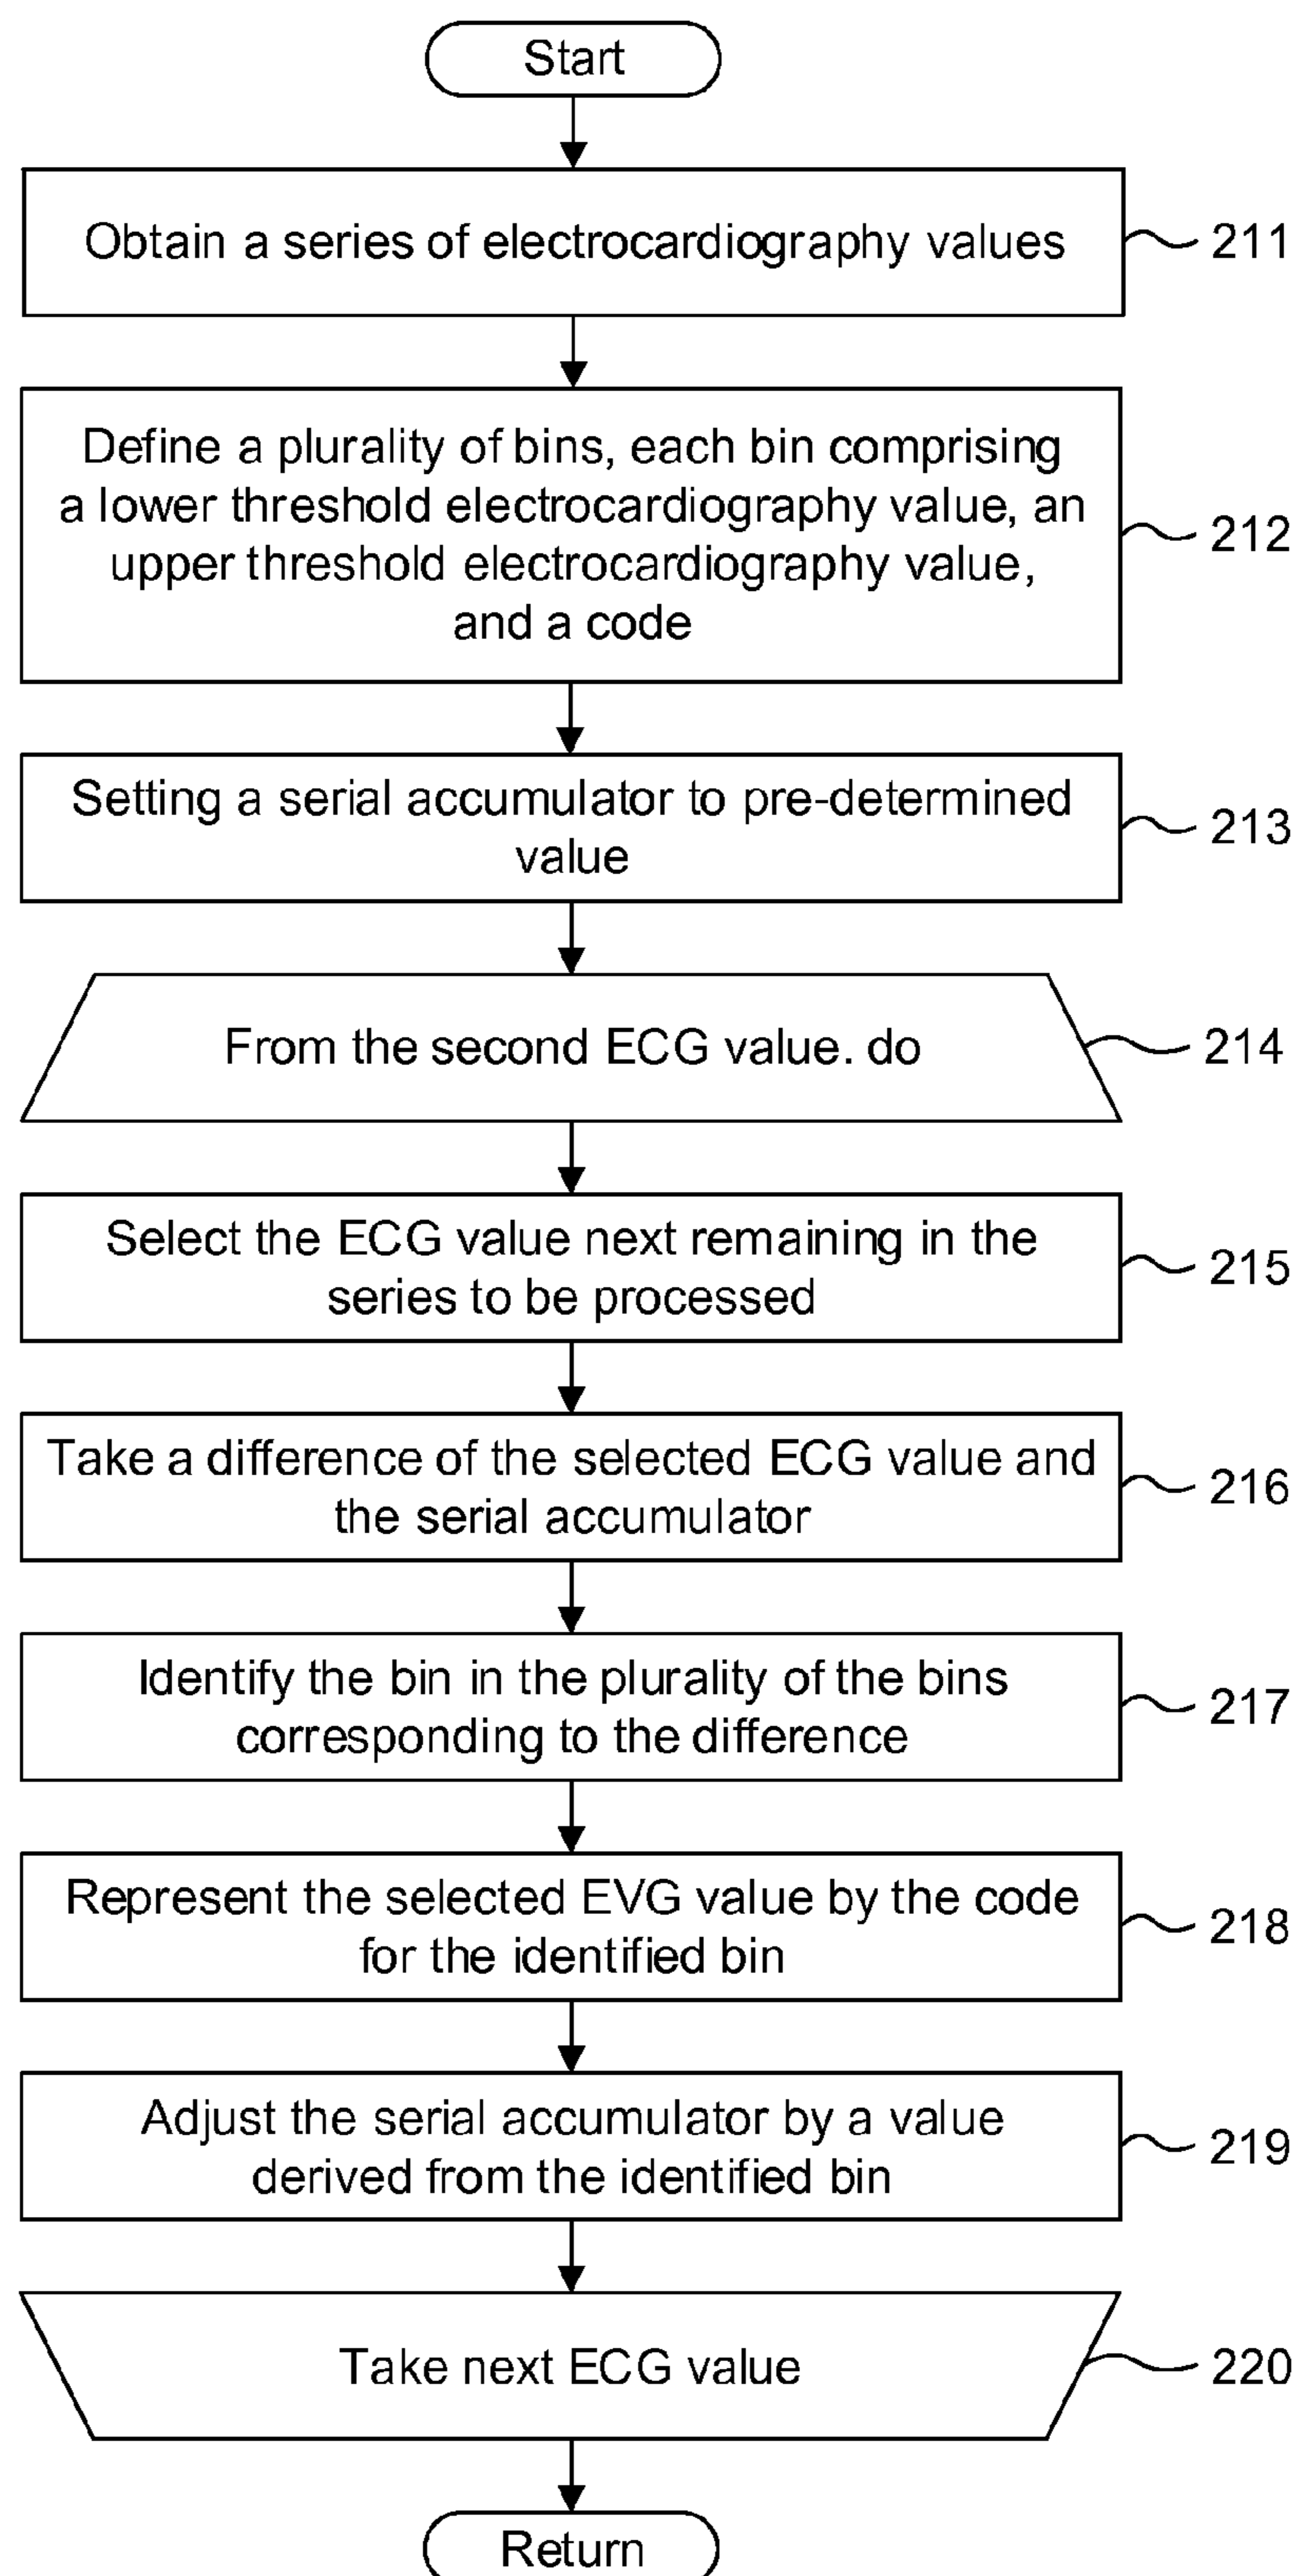 Start
Obtain a series of electrocardiography values
211
Define a plurality of bins, each bin comprising
a lower threshold electrocardiography value, an
upper threshold electrocardiography value,
and a code
212
Setting a serial accumulator to pre-determined
value
213
From the second ECG value. do
214
Select the ECG value next remaining in the
series to be processed
215
Take a difference of the selected ECG value and
the serial accumulator
216
Identify the bin in the plurality of the bins
corresponding to the difference
217
Represent the selected EVG value by the code
for the identified bin
218
Adjust the serial accumulator by a value
derived from the identified bin
219
Take next ECG value
220
Return